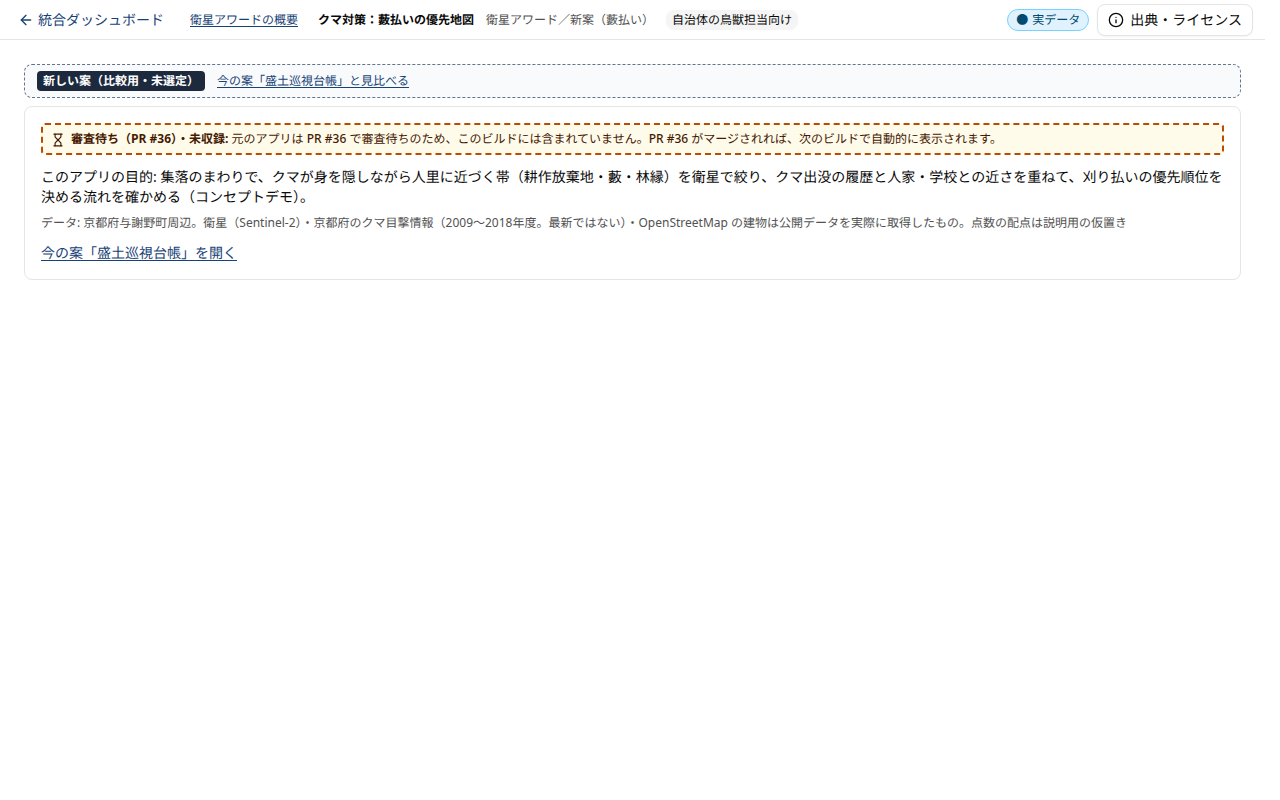 ← 統合ダッシュボード 衛星アワードの概要 クマ対策：藪払いの優先地図 衛星アワード／新案（藪払い） 自治体の鳥獣担当向け 実データ 出典・ライセンス
新しい案（比較用・未選定） 今の案「盛土巡視台帳」と見比べる
審査待ち（PR #36）・未収録: 元のアプリは PR #36 で審査待ちのため、このビルドには含まれていません。PR #36 がマージされれば、次のビルドで自動的に表示されます。
このアプリの目的: 集落のまわりで、クマが身を隠しながら人里に近づく帯（耕作放棄地・藪・林縁）を衛星で絞り、クマ出没の履歴と人家・学校との近さを重ねて、刈り払いの優先順位を
決める流れを確かめる（コンセプトデモ）。
データ: 京都府与謝野町周辺。衛星（Sentinel-2）・京都府のクマ目撃情報（2009〜2018年度。最新ではない）・OpenStreetMap の建物は公開データを実際に取得したもの。点数の配点は説明用の仮置き
今の案「盛土巡視台帳」を開く